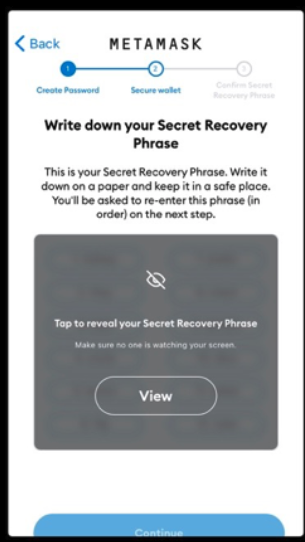 Back
METAMASK
1 2 3
Create Password Secure wallet Confirm Secret
Recovery Phrase
Write down your Secret Recovery
Phrase
This is your Secret Recovery Phrase. Write it
down on a paper and keep it in a safe place.
You'll be asked to re-enter this phrase (in
order) on the next step.
Tap to reveal your Secret Recovery Phrase
Make sure no one is watching your screen.
View
Continue